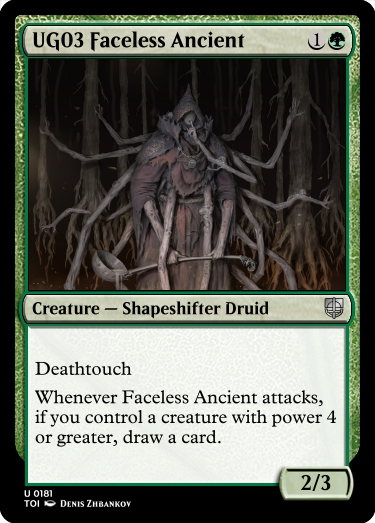 UG03 Faceless Ancient 1
Creature — Shapeshifter Druid
Deathtouch
Whenever Faceless Ancient attacks,
if you control a creature with power 4
or greater, draw a card.
2/3
U 0181
TOI Denis Zhbankov